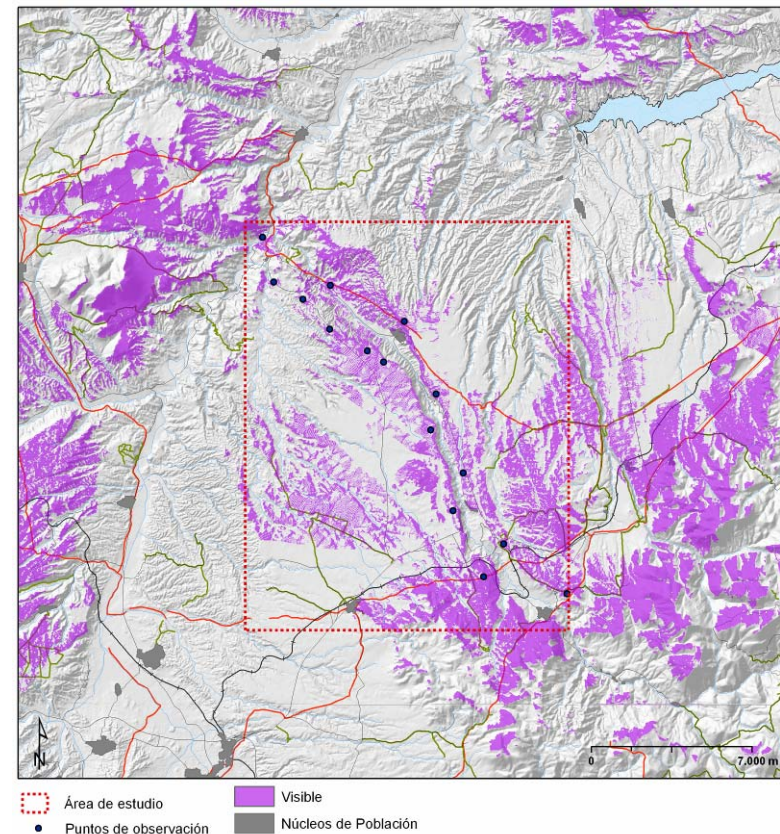 N
0 7.000 m
Área de estudio Visible
Puntos de observación Núcleos de Población